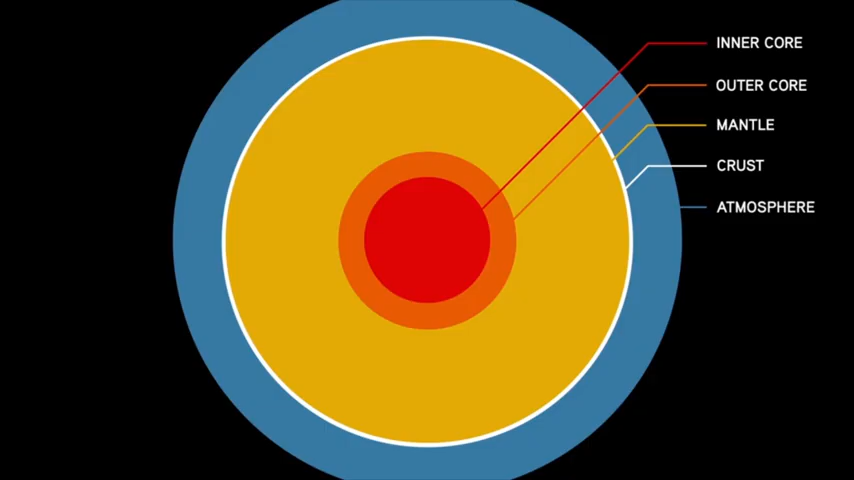 INNER CORE
OUTER CORE
MANTLE
CRUST
ATMOSPHERE